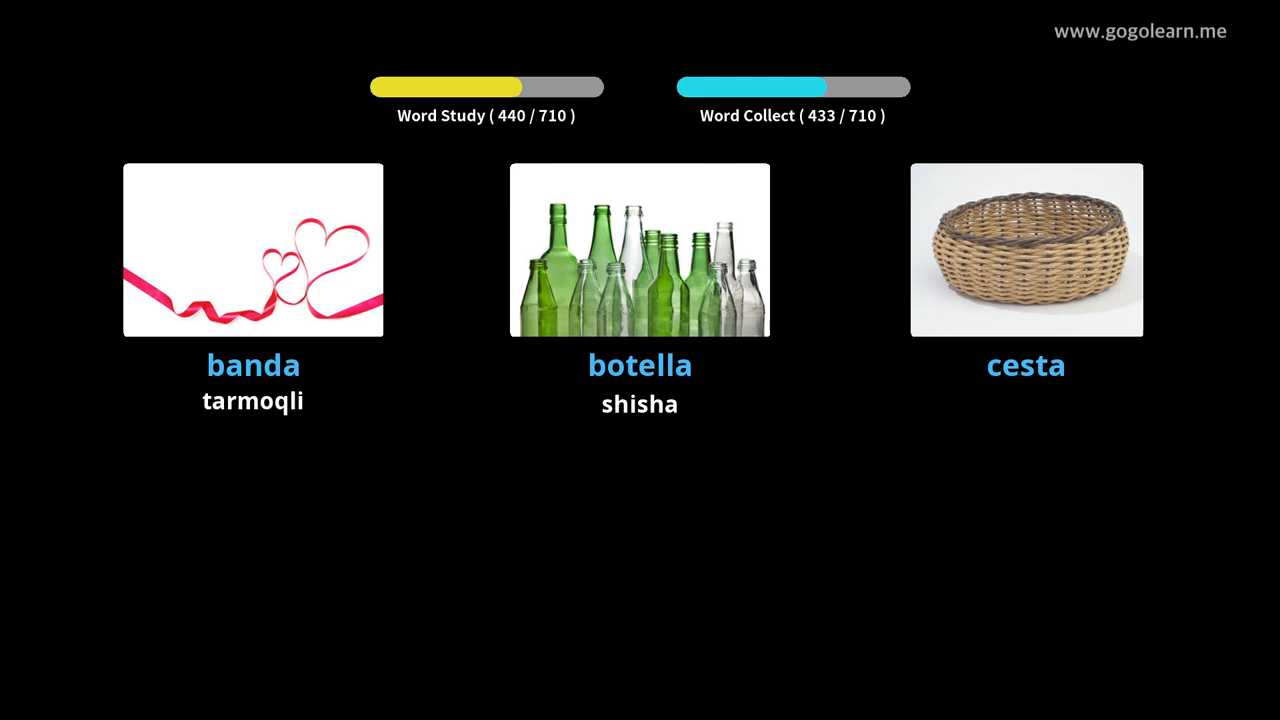 www.gogolearn.me
Word Study ( 440 / 710 )
Word Collect ( 433 / 710 )
banda
tarmoqli
botella
shisha
cesta